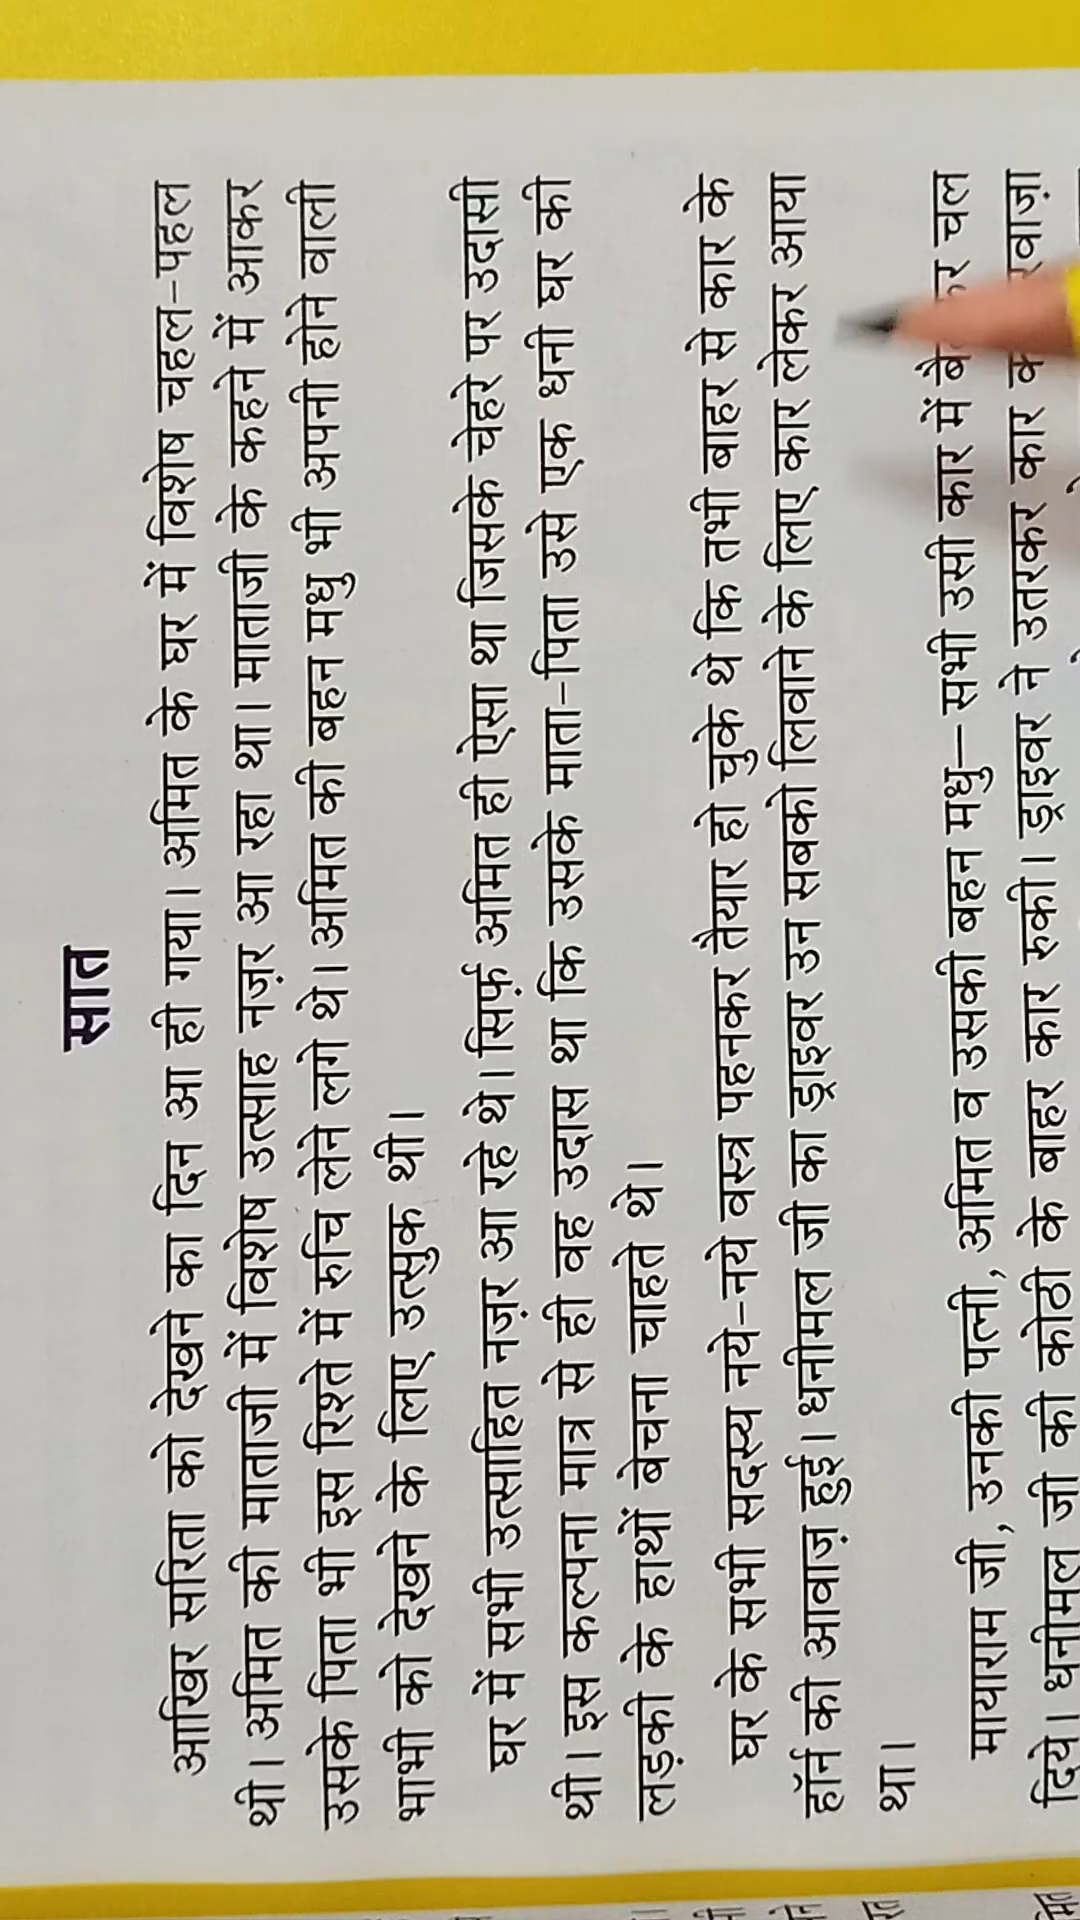 सात
आखिर सरिता को देखने का दिन आ ही गया। अमित के घर में विशेष चहल-पहल
थी। अमित की माताजी में विशेष उत्साह नज़र आ रहा था। माताजी के कहने में आकर
उसके पिता भी इस रिश्ते में रुचि लेने लगे थे। अमित की बहन मधु भी अपनी होने वाली
भाभी को देखने के लिए उत्सुक थी।
घर में सभी उत्साहित नज़र आ रहे थे। सिर्फ़ अमित ही ऐसा था जिसके चेहरे पर उदासी
थी। इस कल्पना मात्र से ही वह उदास था कि उसके माता-पिता उसे एक धनी घर की
लड़की के हाथों बेचना चाहते थे।
घर के सभी सदस्य नये-नये वस्त्र पहनकर तैयार हो चुके थे कि तभी बाहर से कार के
हॉर्न की आवाज़ हुई। धनीमल जी का ड्राइवर उन सबको लिवाने के लिए कार लेकर आया
था।
मायाराम जी, उनकी पत्नी, अमित व उसकी बहन मधु—सभी उसी कार में चल
दिये। धनीमल जी की कोठी के बाहर कार रुकी। ड्राइवर ने उतरकर कार